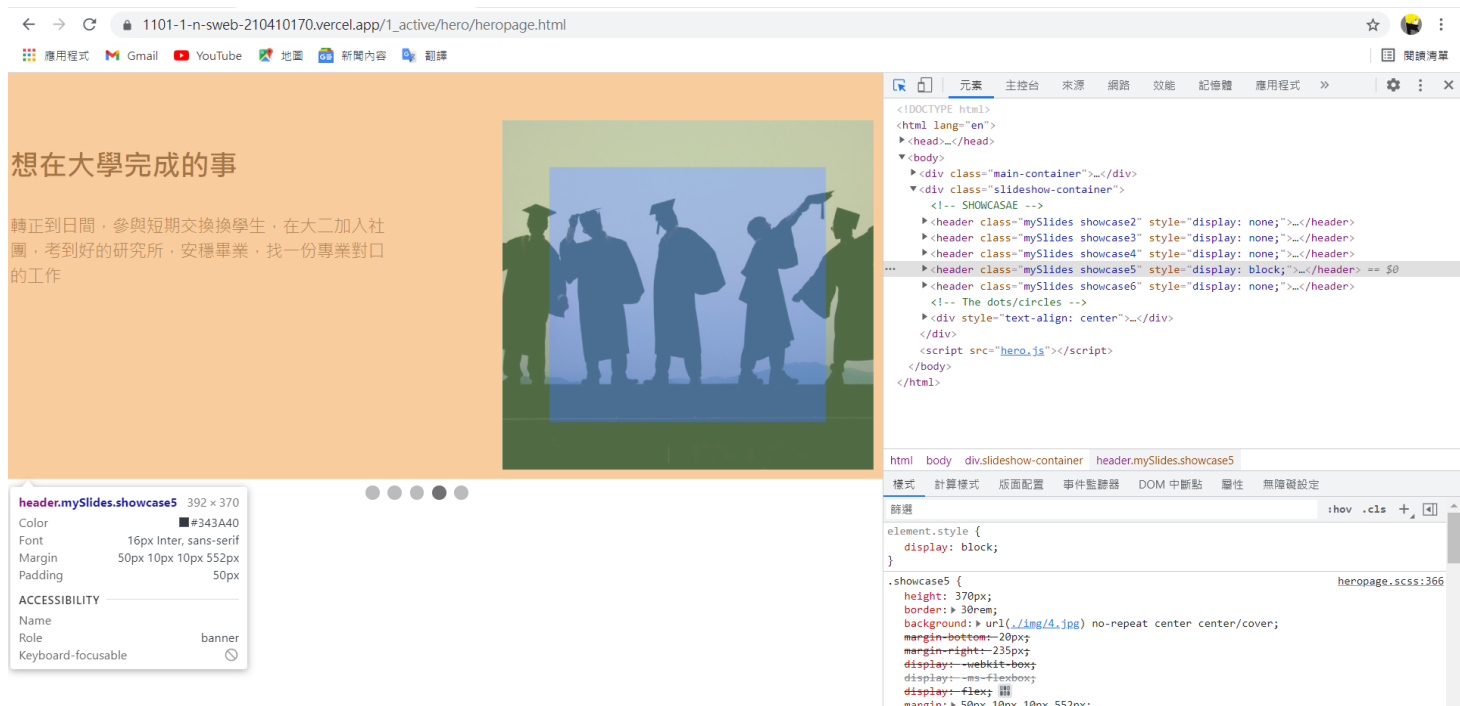 1101-1-n-sweb-210410170.vercel.app/1_active/hero/heropage.html
應用程式 Gmail YouTube 地圖 新聞內容 翻譯 閱讀清單
想在大學完成的事
轉正到日間，參與短期交換換學生，在大二加入社
團，考到好的研究所，安穩畢業，找一份專業對口
的工作
header.mySlides.showcase5 392 × 370
Color #343A40
Font 16px Inter, sans-serif
Margin 50px 10px 10px 552px
Padding 50px
ACCESSIBILITY
Name
Role banner
Keyboard-focusable
元素 主控台 來源 網路 效能 記憶體 應用程式 »
<!DOCTYPE html>
<html lang="en">
<head>…</head>
<body>
<div class="main-container">…</div>
<div class="slideshow-container">
<!-- SHOWCASAE -->
<header class="mySlides showcase2" style="display: none;">…</header>
<header class="mySlides showcase3" style="display: none;">…</header>
<header class="mySlides showcase4" style="display: none;">…</header>
<header class="mySlides showcase5" style="display: block;">…</header> == $0
<header class="mySlides showcase6" style="display: none;">…</header>
<!-- The dots/circles -->
<div style="text-align: center">…</div>
</div>
<script src="hero.js"></script>
</body>
</html>
html body div.slideshow-container header.mySlides.showcase5
樣式 計算樣式 版面配置 事件監聽器 DOM 中斷點 屬性 無障礙設定
篩選 :hov .cls +
element.style {
display: block;
}
.showcase5 { heropage.scss:366
height: 370px;
border: 30rem;
background: url(./img/4.jpg) no-repeat center center/cover;
margin-bottom: 20px;
margin-right: 235px;
display: -webkit-box;
display: -ms-flexbox;
display: flex;
margin: 50px 10px 10px 552px;